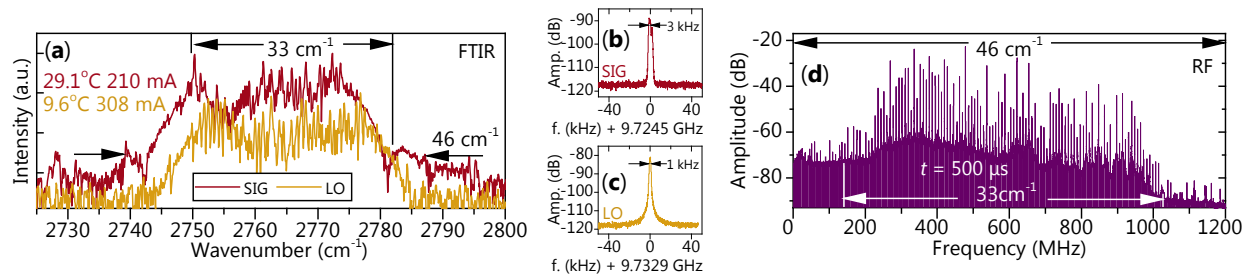 (a)
33 cm⁻¹
FTIR
29.1°C 210 mA
9.6°C 308 mA
46 cm⁻¹
SIG
LO
Intensity (a.u.)
2730 2740 2750 2760 2770 2780 2790 2800
Wavenumber (cm⁻¹)
(b)
3 kHz
SIG
Amp. (dB)
-90
-100
-110
-120
-40 0 40
f. (kHz) + 9.7245 GHz
(c)
1 kHz
LO
Amp. (dB)
-80
-90
-100
-110
-120
-40 0 40
f. (kHz) + 9.7329 GHz
-20
-40
-60
-80
Amplitude (dB)
46 cm⁻¹
(d)
RF
t = 500 µs
33cm⁻¹
0 200 400 600 800 1000 1200
Frequency (MHz)